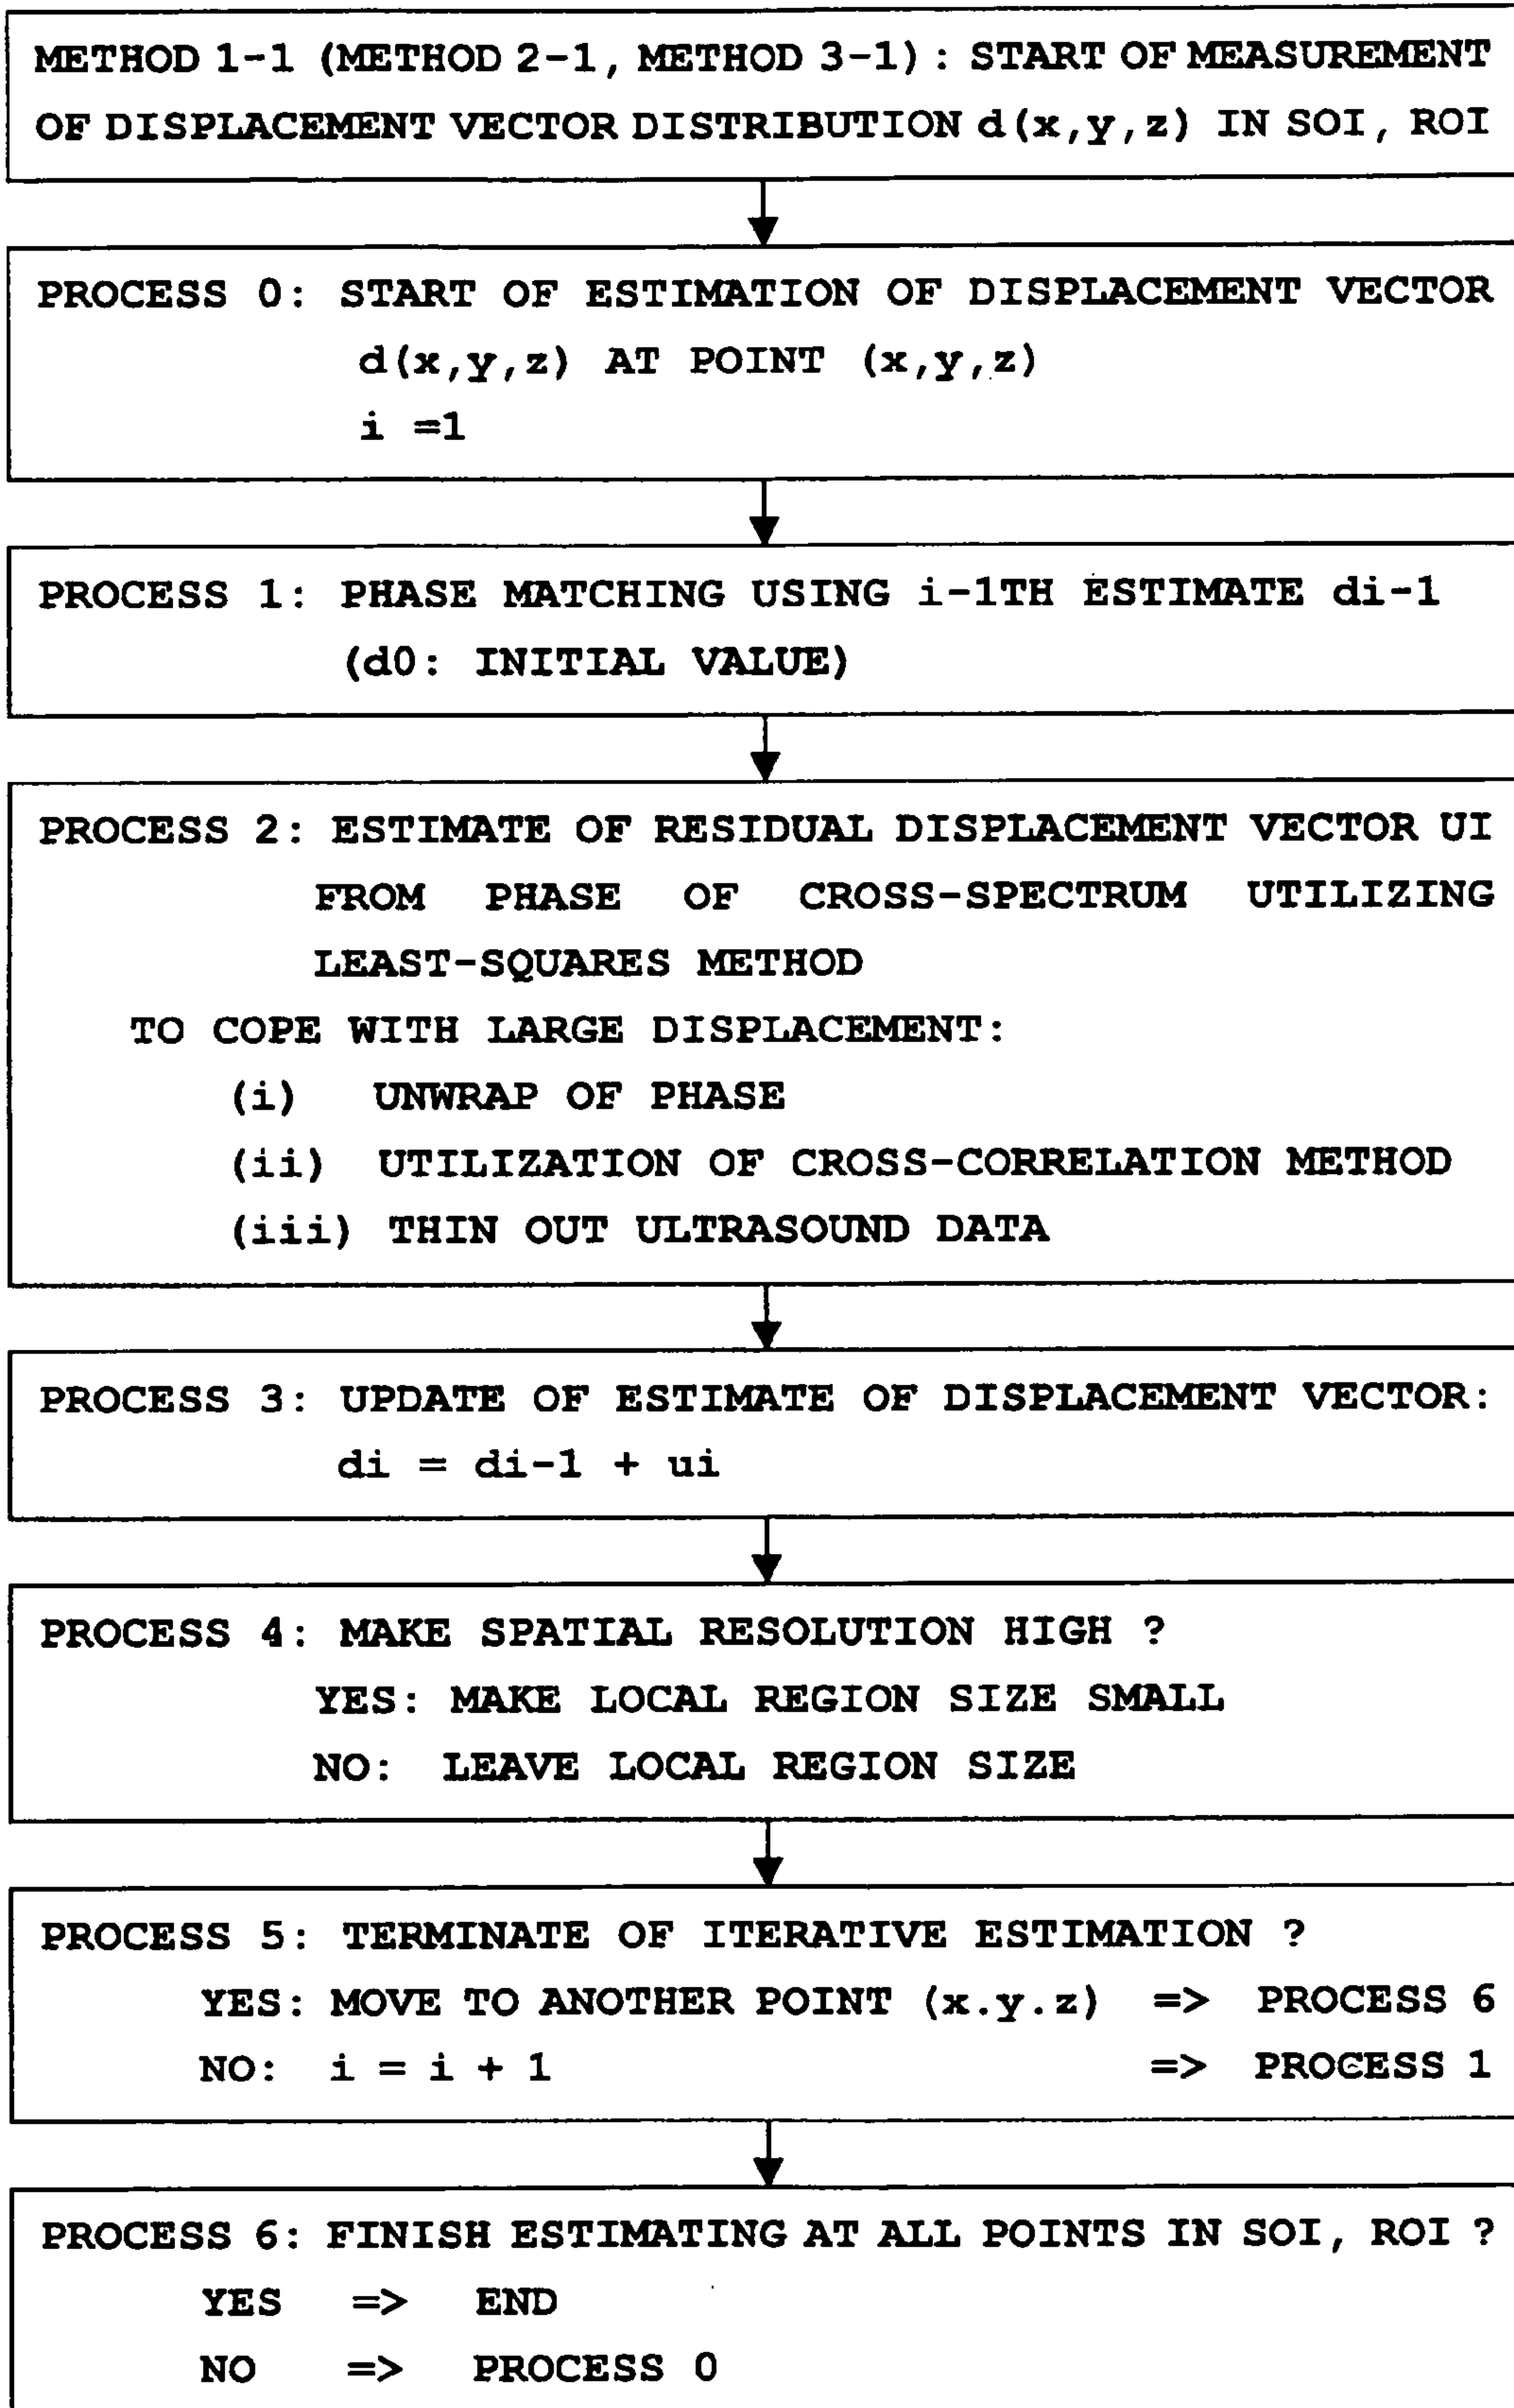 METHOD 1-1 (METHOD 2-1, METHOD 3-1) : START OF MEASUREMENT
OF DISPLACEMENT VECTOR DISTRIBUTION d(x,y,z) IN SOI, ROI
PROCESS 0: START OF ESTIMATION OF DISPLACEMENT VECTOR
d(x,y,z) AT POINT (x,y,z)
i =1
PROCESS 1: PHASE MATCHING USING i-1TH ESTIMATE di-1
(d0: INITIAL VALUE)
PROCESS 2: ESTIMATE OF RESIDUAL DISPLACEMENT VECTOR UI
FROM PHASE OF CROSS-SPECTRUM UTILIZING
LEAST-SQUARES METHOD
TO COPE WITH LARGE DISPLACEMENT:
(i) UNWRAP OF PHASE
(ii) UTILIZATION OF CROSS-CORRELATION METHOD
(iii) THIN OUT ULTRASOUND DATA
PROCESS 3: UPDATE OF ESTIMATE OF DISPLACEMENT VECTOR:
di = di-1 + ui
PROCESS 4: MAKE SPATIAL RESOLUTION HIGH ?
YES: MAKE LOCAL REGION SIZE SMALL
NO: LEAVE LOCAL REGION SIZE
PROCESS 5: TERMINATE OF ITERATIVE ESTIMATION ?
YES: MOVE TO ANOTHER POINT (x.y.z) => PROCESS 6
NO: i = i + 1 => PROCESS 1
PROCESS 6: FINISH ESTIMATING AT ALL POINTS IN SOI, ROI ?
YES => END
NO => PROCESS 0